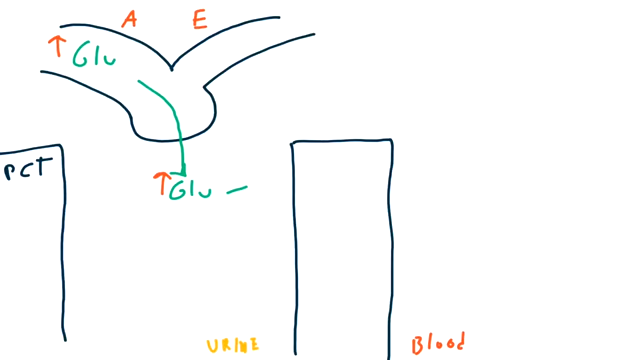 A E
↑ Glu
PCT
↑ Glu –
URINE
Blood